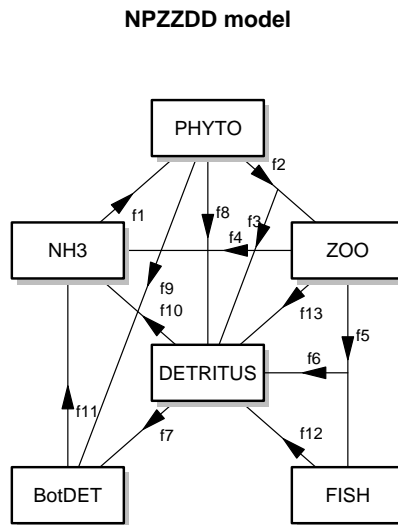 NPZZDD model
PHYTO
f2
f1
f8
f3
f4
NH3
ZOO
f9
f10
f13
f5
f6
DETRITUS
f11
f7
f12
BotDET
FISH